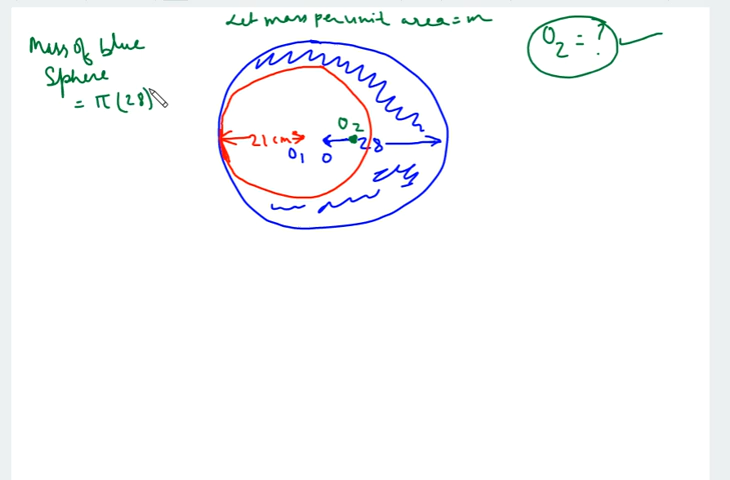 Let mass per unit area = m
Mass of blue
Sphere
= π(28)
O2 = ?
21 cm
O2
28
O1
O